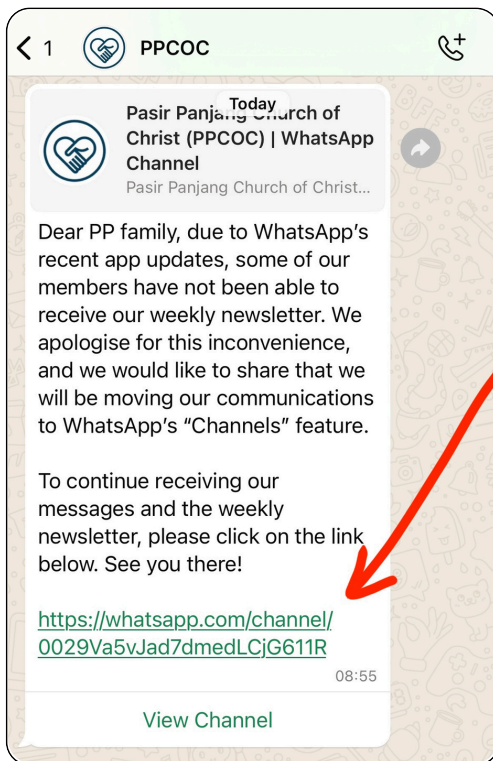 1 PPCOC
Today
Pasir Panjang Church of
Christ (PPCOC) | WhatsApp
Channel
Pasir Panjang Church of Christ...
Dear PP family, due to WhatsApp's
recent app updates, some of our
members have not been able to
receive our weekly newsletter. We
apologise for this inconvenience,
and we would like to share that we
will be moving our communications
to WhatsApp's “Channels” feature.
To continue receiving our
messages and the weekly
newsletter, please click on the link
below. See you there!
https://whatsapp.com/channel/
0029Va5vJad7dmedLCjG611R
08:55
View Channel